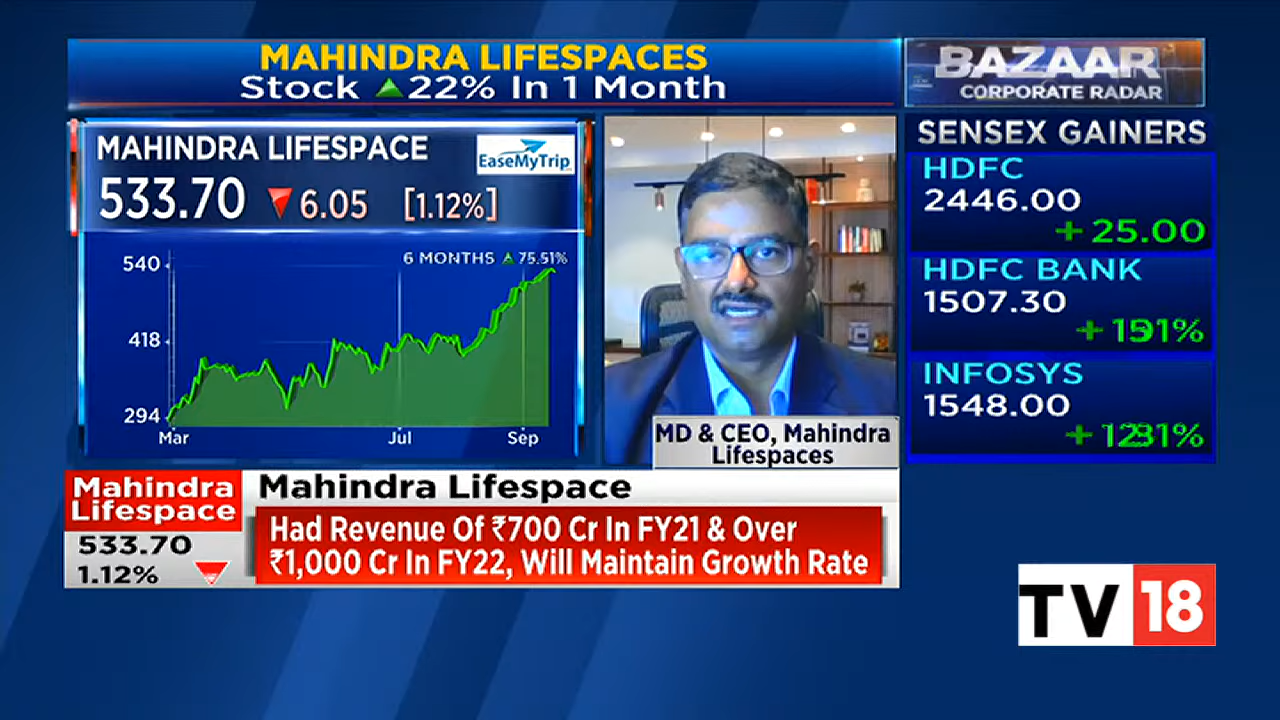 MAHINDRA LIFESPACES
Stock ▲22% In 1 Month
BAZAAR
CORPORATE RADAR
MAHINDRA LIFESPACE
EaseMyTrip
533.70 ▼6.05 [1.12%]
6 MONTHS ▲ 75.51%
540
418
294
Mar Jul Sep
MD & CEO, Mahindra
Lifespaces
SENSEX GAINERS
HDFC
2446.00
+ 25.00
HDFC BANK
1507.30
INFOSYS
1548.00
Mahindra
Lifespace
533.70
1.12% ▼
Mahindra Lifespace
Had Revenue Of ₹700 Cr In FY21 & Over
₹1,000 Cr In FY22, Will Maintain Growth Rate
TV 18